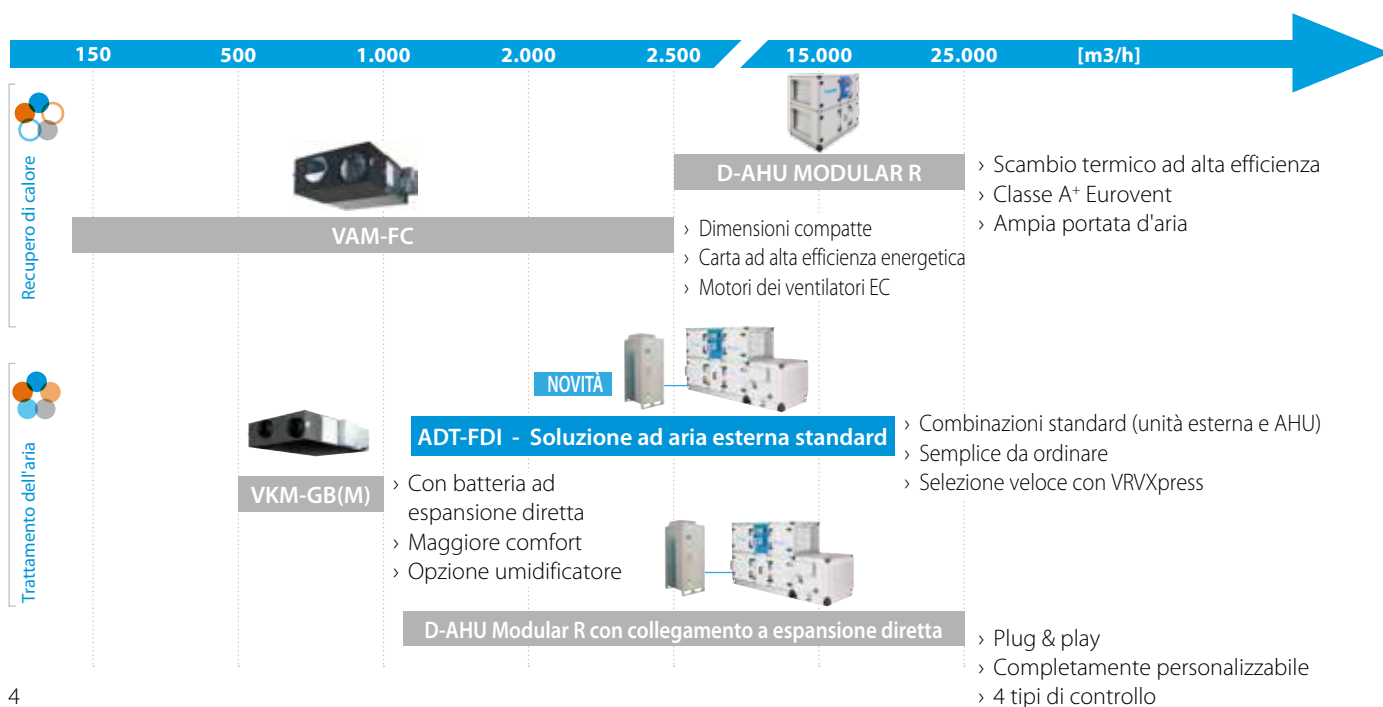 150 500 1.000 2.000 2.500 15.000 25.000 [m3/h]
Recupero di calore
D-AHU MODULAR R
› Scambio termico ad alta efficienza
› Classe A+ Eurovent
› Ampia portata d'aria
VAM-FC
› Dimensioni compatte
› Carta ad alta efficienza energetica
› Motori dei ventilatori EC
Trattamento dell'aria
NOVITÀ
ADT-FDI - Soluzione ad aria esterna standard
› Combinazioni standard (unità esterna e AHU)
› Semplice da ordinare
› Selezione veloce con VRVXpress
VKM-GB(M)
› Con batteria ad
espansione diretta
› Maggiore comfort
› Opzione umidificatore
D-AHU Modular R con collegamento a espansione diretta
› Plug & play
› Completamente personalizzabile
› 4 tipi di controllo
4